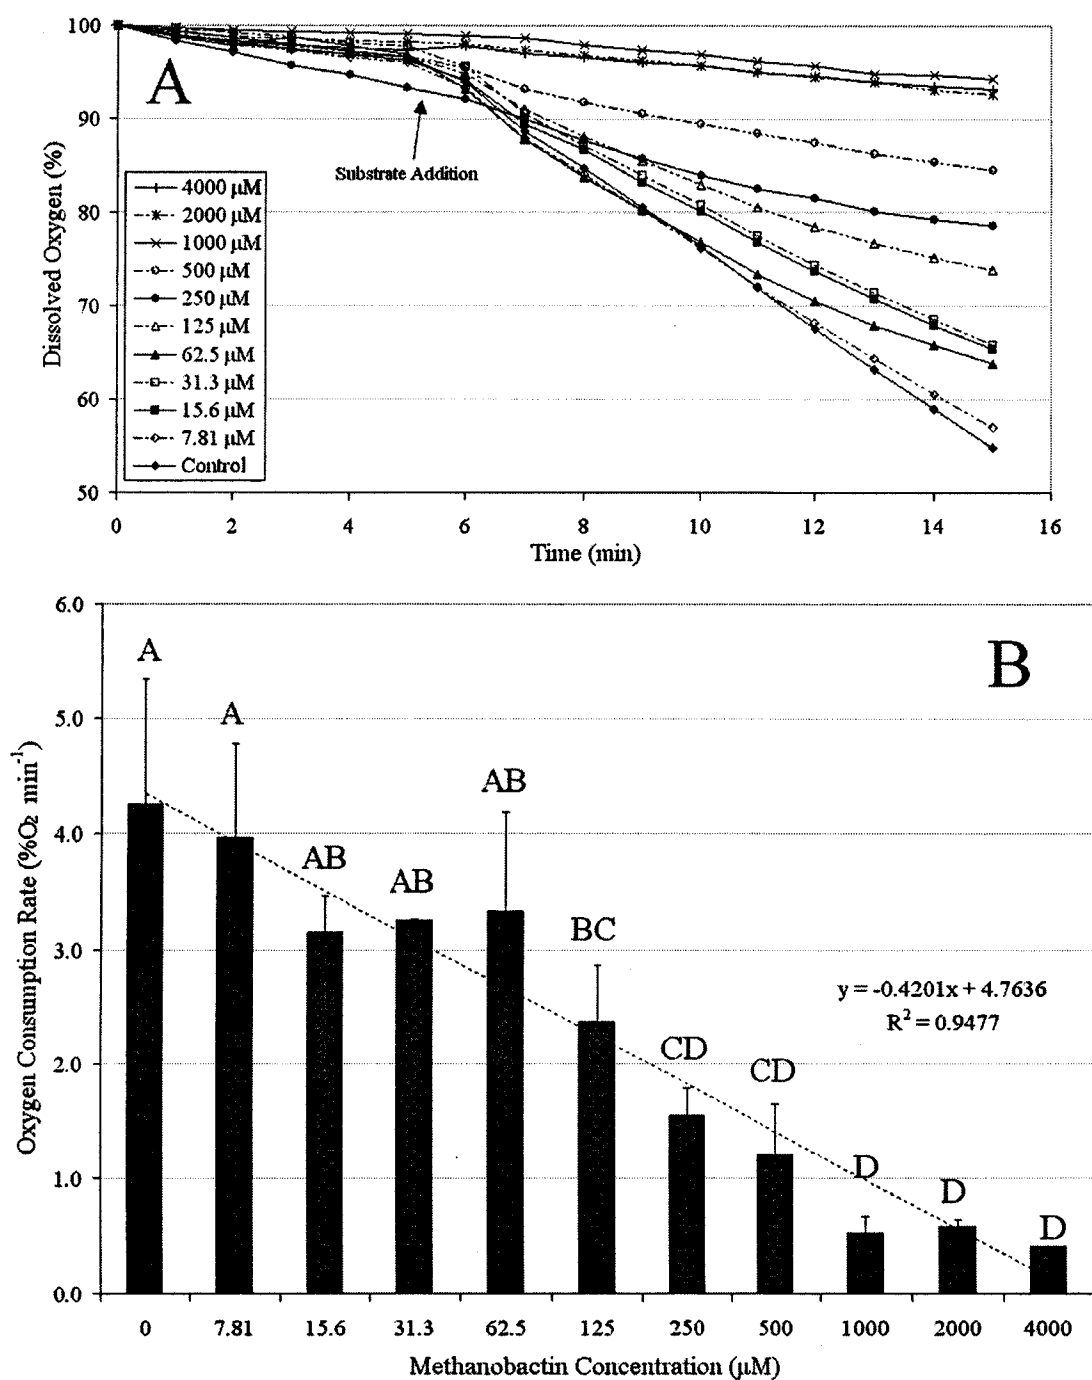 100
90
80
70
60
50
Dissolved Oxygen (%)
A
Substrate Addition
4000 µM
2000 µM
1000 µM
500 µM
250 µM
125 µM
62.5 µM
31.3 µM
15.6 µM
7.81 µM
Control
0 2 4 6 8 10 12 14 16
Time (min)
6.0
5.0
4.0
3.0
2.0
1.0
0.0
Oxygen Consumption Rate (%O₂ min⁻¹)
B
A
A
AB
AB
AB
BC
CD
CD
D
D
D
y = -0.4201x + 4.7636
R² = 0.9477
0 7.81 15.6 31.3 62.5 125 250 500 1000 2000 4000
Methanobactin Concentration (µM)